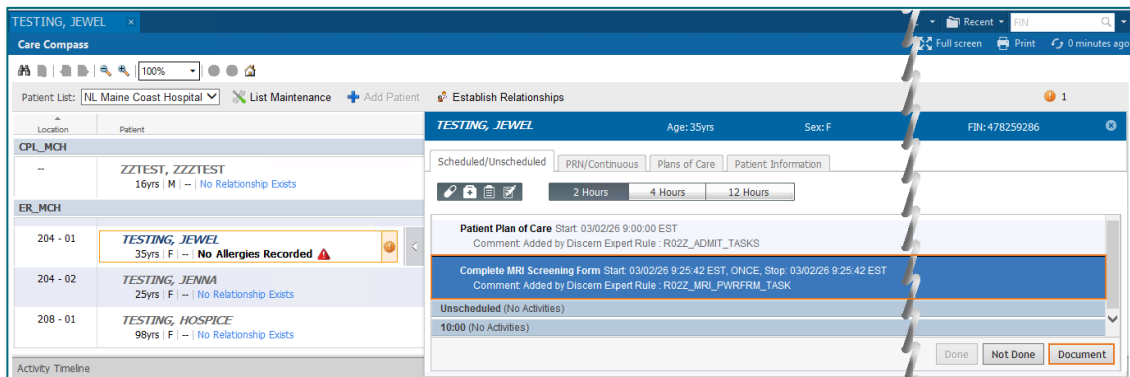 TESTING, JEWEL ×
Recent FIN
Care Compass Full screen Print 0 minutes ago
100%
Patient List: NL Maine Coast Hospital List Maintenance Add Patient Establish Relationships 1
Location Patient
CPL_MCH
-- ZZTEST, ZZZTEST
16yrs | M | -- | No Relationship Exists
ER_MCH
204 - 01 TESTING, JEWEL
35yrs | F | -- No Allergies Recorded
204 - 02 TESTING, JENNA
25yrs | F | -- | No Relationship Exists
208 - 01 TESTING, HOSPICE
98yrs | F | -- | No Relationship Exists
Activity Timeline
TESTING, JEWEL Age: 35yrs Sex: F FIN: 478259286
Scheduled/Unscheduled PRN/Continuous Plans of Care Patient Information
2 Hours 4 Hours 12 Hours
Patient Plan of Care Start: 03/02/26 9:00:00 EST
Comment: Added by Discern Expert Rule : R02Z_ADMIT_TASKS
Complete MRI Screening Form Start: 03/02/26 9:25:42 EST, ONCE, Stop: 03/02/26 9:25:42 EST
Comment: Added by Discern Expert Rule : R02Z_MRI_PWRFRM_TASK
Unscheduled (No Activities)
10:00 (No Activities)
Done Not Done Document